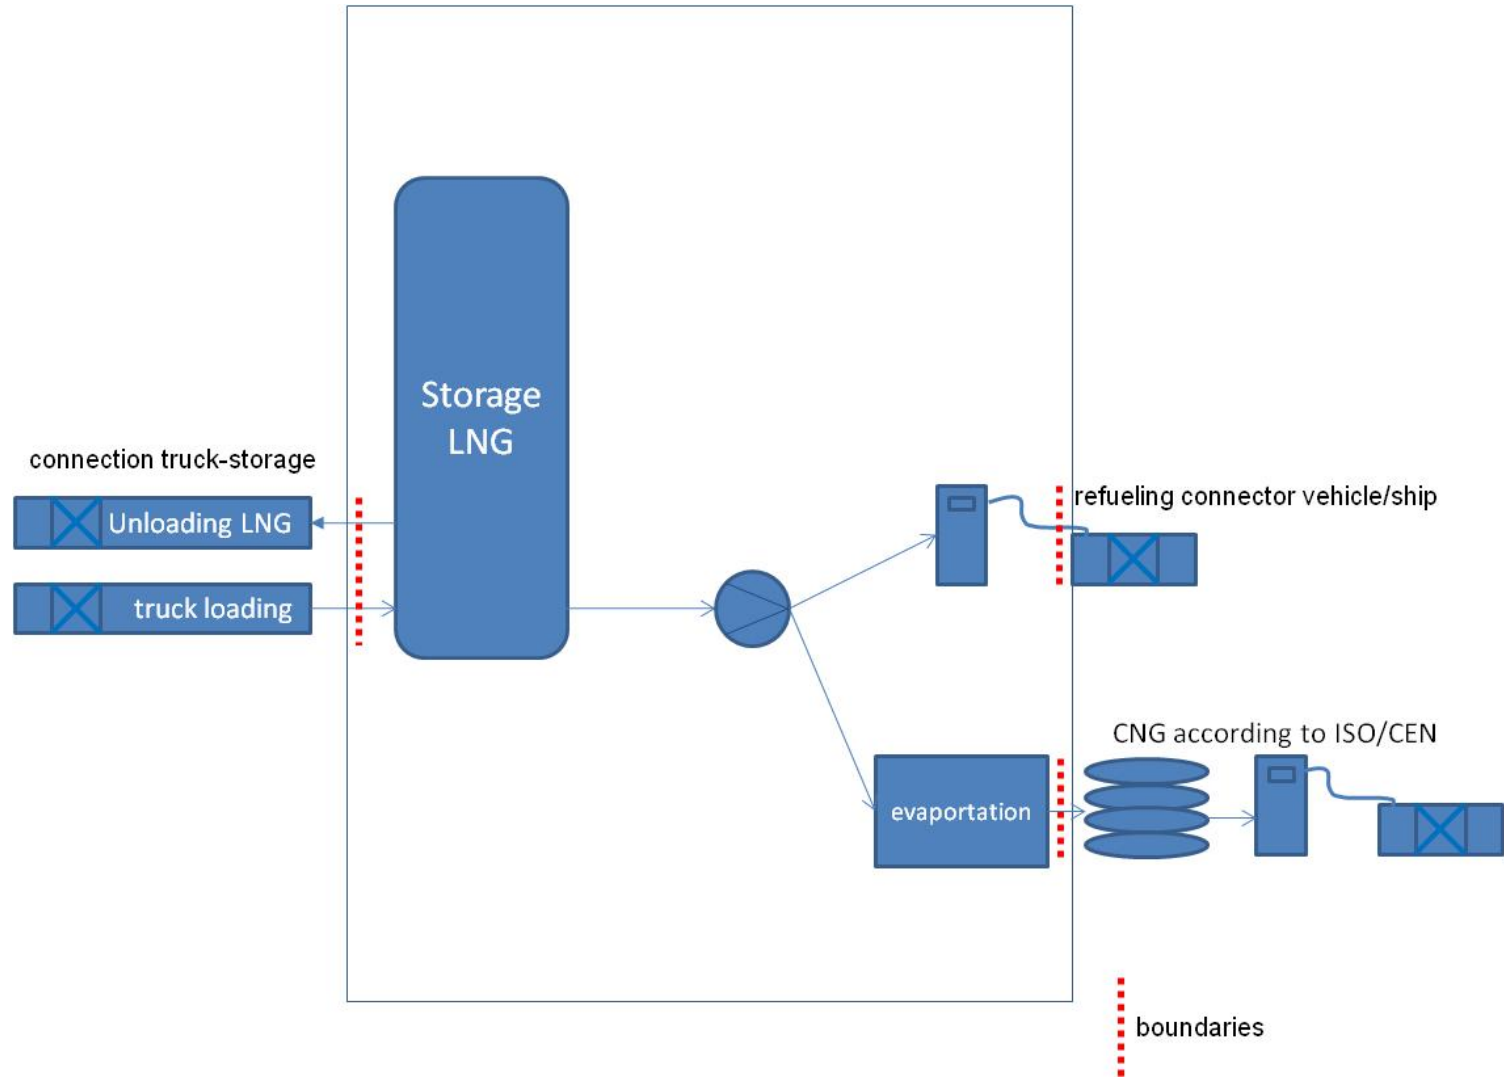 Storage
LNG
connection truck-storage
Unloading LNG
truck loading
refueling connector vehicle/ship
CNG according to ISO/CEN
evaportation
boundaries